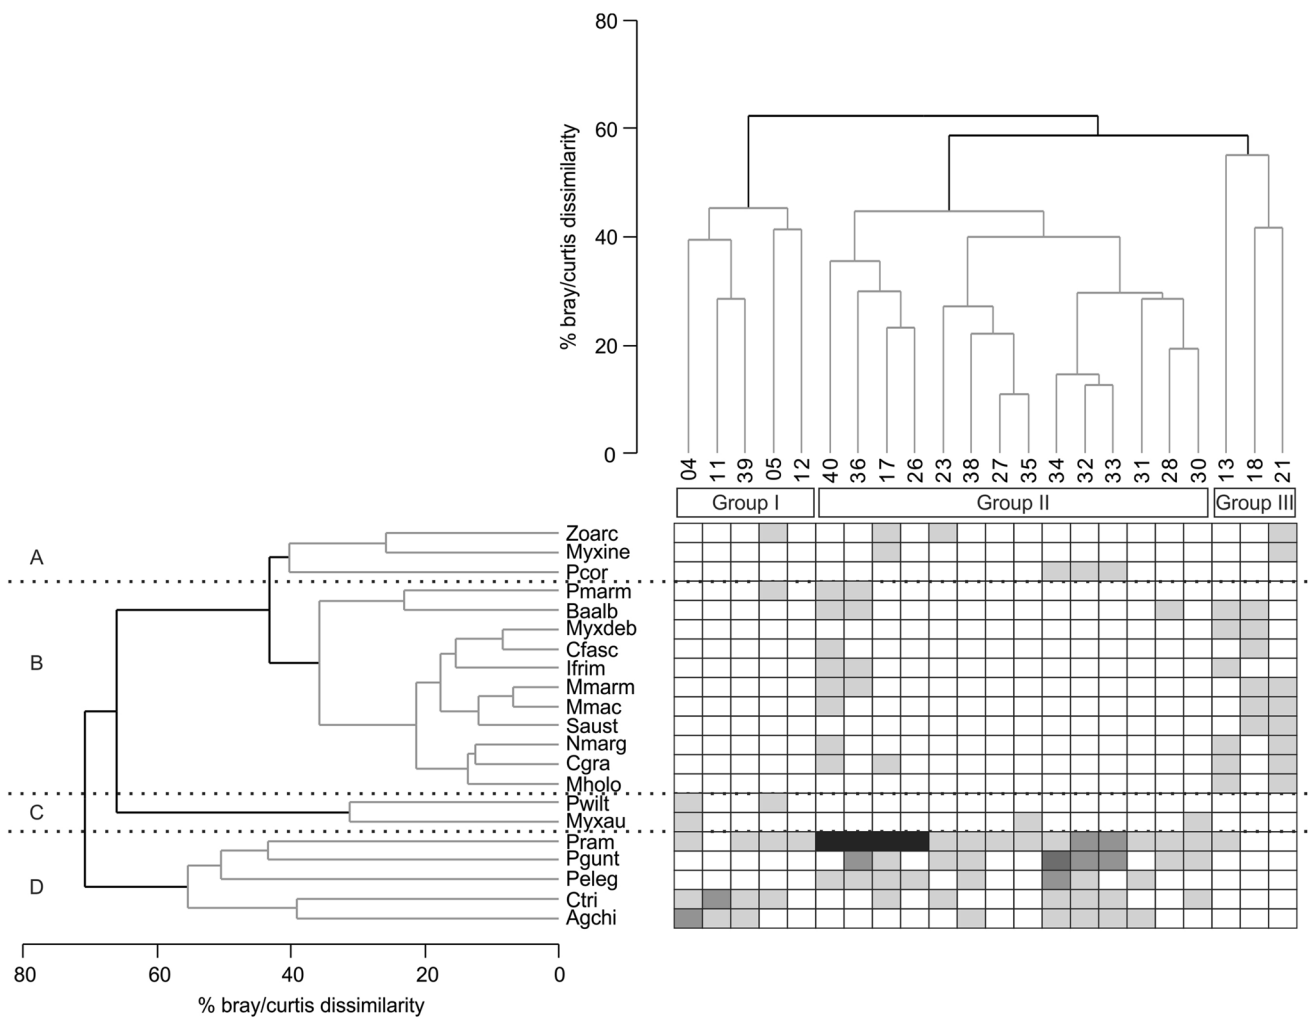 80
60
40
20
0
% bray/curtis dissimilarity
04 11 39 05 12 40 36 17 26 23 38 27 35 34 32 33 31 28 30 13 18 21
Group I Group II Group III
Zoarc
A Myxine
Pcor
Pmarm
Baalb
Myxdeb
Cfasc
B Ifrim
Mmarm
Mmac
Saust
Nmarg
Cgra
Mholo
Pwilt
C Myxau
Pram
Pgunt
D Peleg
Ctri
Agchi
80 60 40 20 0
% bray/curtis dissimilarity